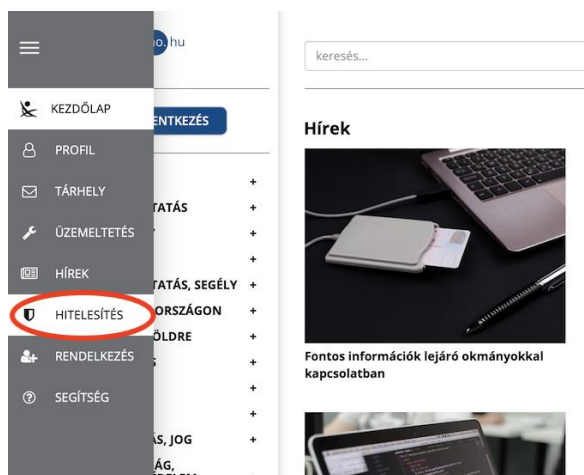 o. hu
keresés...
KEZDŐLAP
ENTKEZÉS
Hírek
PROFIL
TÁRHELY
+
TATÁS +
ÜZEMELTETÉS
+
+
HÍREK
TATÁS, SEGÉLY +
HITELESÍTÉS
ORSZÁGON +
ÖLDRE +
RENDELKEZÉS
+
Fontos információk lejáró okmányokkal
kapcsolatban
+
SEGÍTSÉG
+
ÁS, JOG +
ÁG,